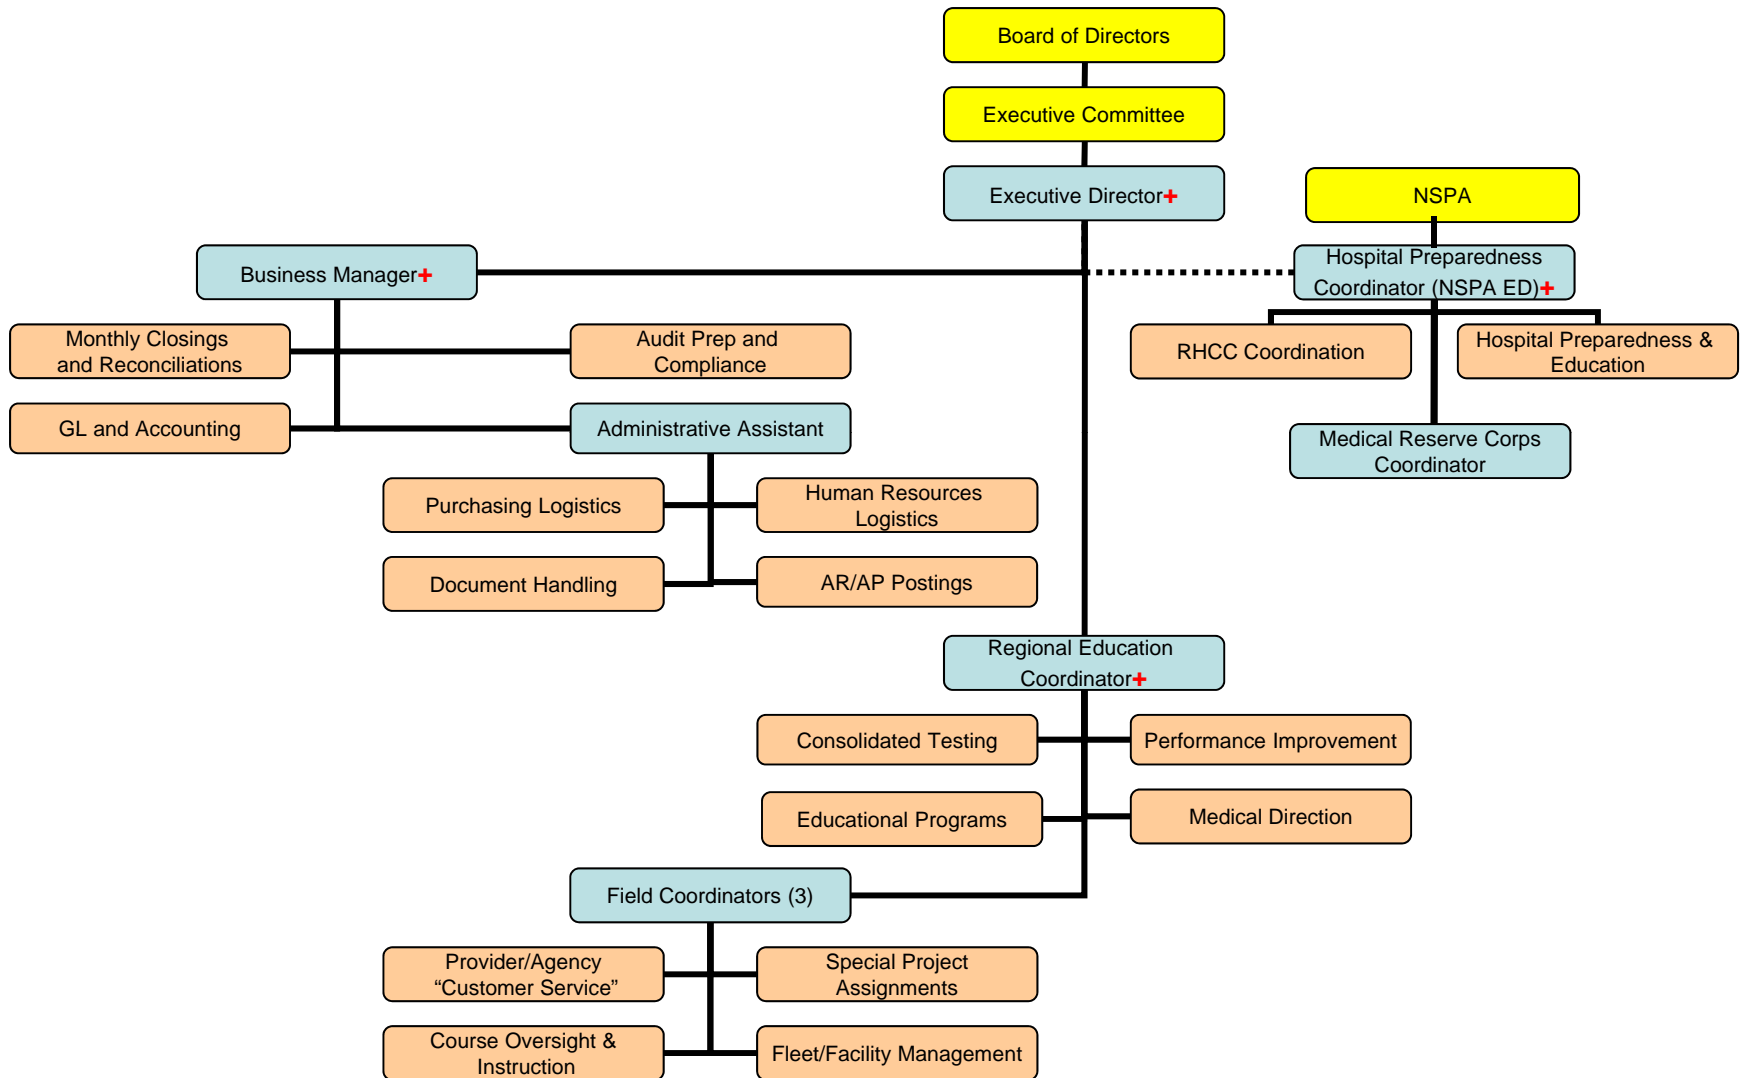 Board of Directors
Executive Committee
Executive Director+
NSPA
Business Manager+
Hospital Preparedness
Coordinator (NSPA ED)+
Monthly Closings
and Reconciliations
Audit Prep and
Compliance
RHCC Coordination
Hospital Preparedness &
Education
GL and Accounting
Administrative Assistant
Medical Reserve Corps
Coordinator
Purchasing Logistics
Human Resources
Logistics
Document Handling
AR/AP Postings
Regional Education
Coordinator+
Consolidated Testing
Performance Improvement
Educational Programs
Medical Direction
Field Coordinators (3)
Provider/Agency
“Customer Service”
Special Project
Assignments
Course Oversight &
Instruction
Fleet/Facility Management